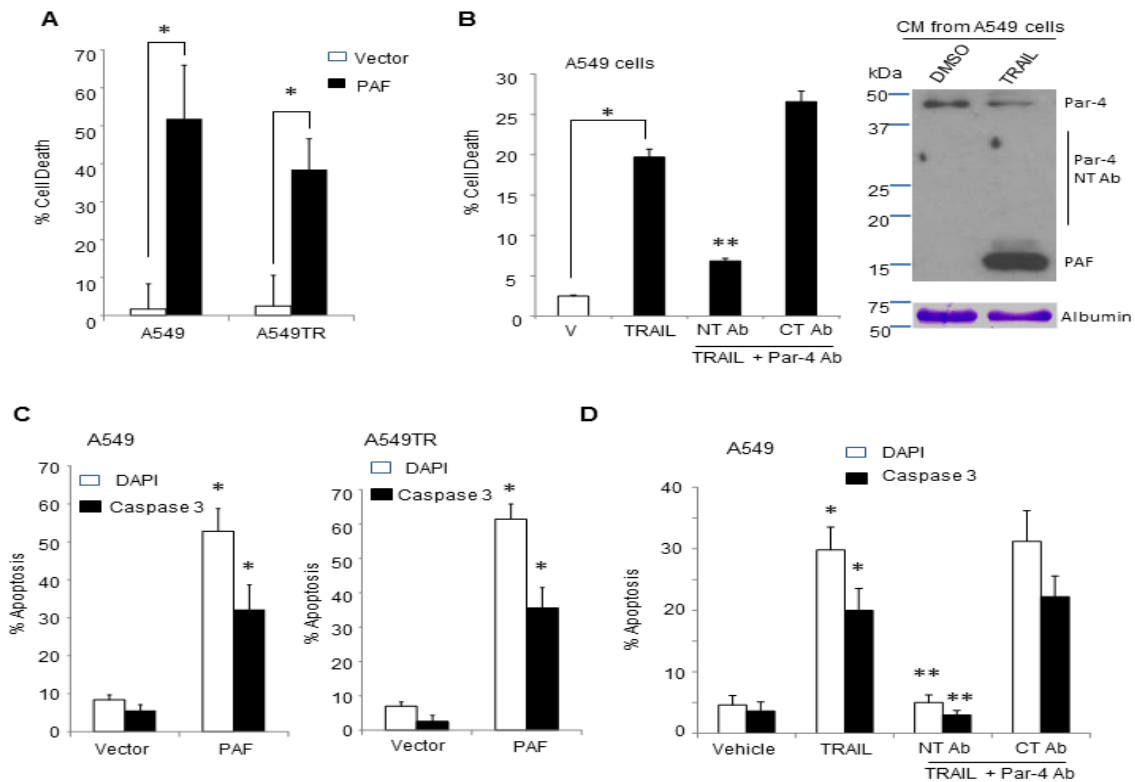 A
70
60
50
40
30
20
10
0
% Cell Death
*
*
Vector
PAF
A549
A549TR
B
A549 cells
30
25
20
15
10
5
0
% Cell Death
*
**
V
TRAIL
NT Ab
CT Ab
TRAIL + Par-4 Ab
CM from A549 cells
kDa
DMSO
TRAIL
50
37
25
20
15
75
50
Par-4
Par-4
NT Ab
PAF
Albumin
C
A549
DAPI
Caspase 3
70
60
50
40
30
20
10
0
% Apoptosis
*
*
Vector
PAF
A549TR
DAPI
Caspase 3
70
60
50
40
30
20
10
0
% Apoptosis
*
*
Vector
PAF
D
A549
DAPI
Caspase 3
40
30
20
10
0
% Apoptosis
*
*
**
**
Vehicle
TRAIL
NT Ab
CT Ab
TRAIL + Par-4 Ab